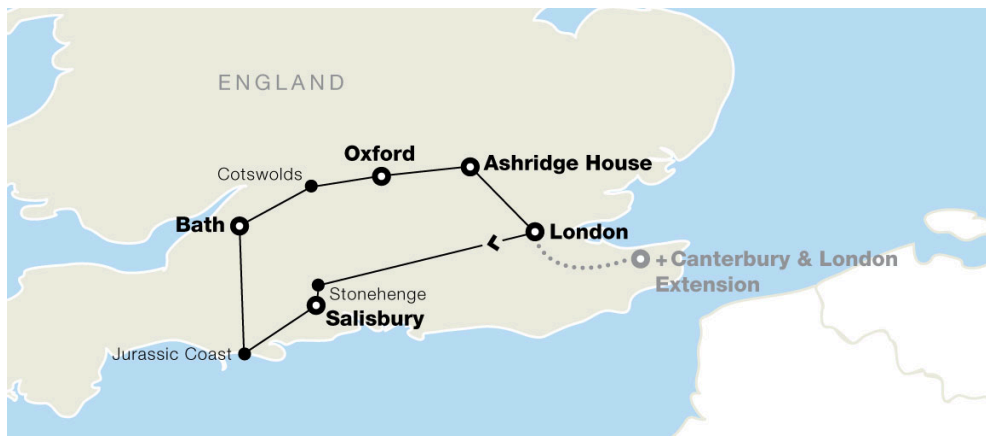 ENGLAND
Oxford
Ashridge House
Cotswolds
Bath
London
+Canterbury & London
Extension
Stonehenge
Salisbury
Jurassic Coast